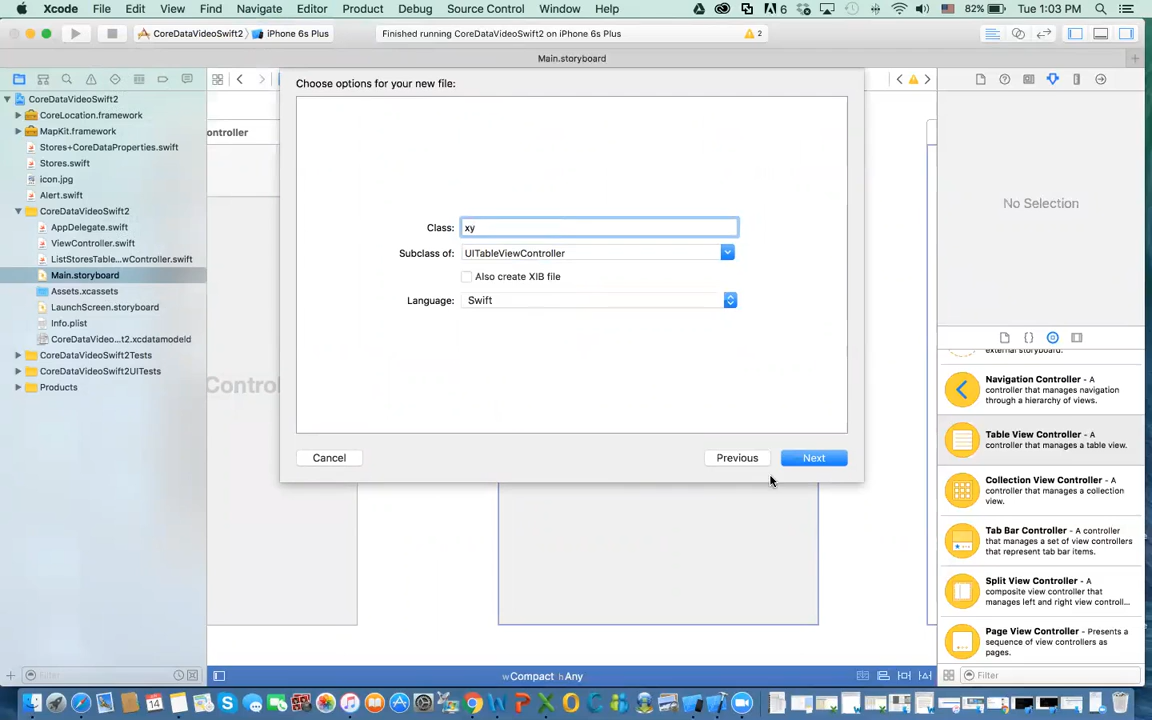 Xcode File Edit View Find Navigate Editor Product Debug Source Control Window Help 6 82% Tue 1:03 PM
CoreDataVideoSwift2 iPhone 6s Plus Finished running CoreDataVideoSwift2 on iPhone 6s Plus 2
Main.storyboard
CoreDataVideoSwift2
CoreLocation.framework
MapKit.framework
Stores+CoreDataProperties.swift
Stores.swift
icon.jpg
Alert.swift
CoreDataVideoSwift2
AppDelegate.swift
ViewController.swift
ListStoresTable...wController.swift
Main.storyboard
Assets.xcassets
LaunchScreen.storyboard
Info.plist
CoreDataVideo...t2.xcdatamodeld
CoreDataVideoSwift2Tests
CoreDataVideoSwift2UITests
Products
Filter
ontroller
Contro
Choose options for your new file:
Class: xy
Subclass of: UITableViewController
Also create XIB file
Language: Swift
Cancel Previous Next
wCompact hAny
No Selection
external storyboard.
Navigation Controller - A
controller that manages navigation
through a hierarchy of views.
Table View Controller - A
controller that manages a table view.
Collection View Controller - A
controller that manages a collection
view.
Tab Bar Controller - A controller
that manages a set of view controllers
that represent tab bar items.
Split View Controller - A
composite view controller that
manages left and right view controll...
Page View Controller - Presents a
sequence of view controllers as
pages.
Filter
14